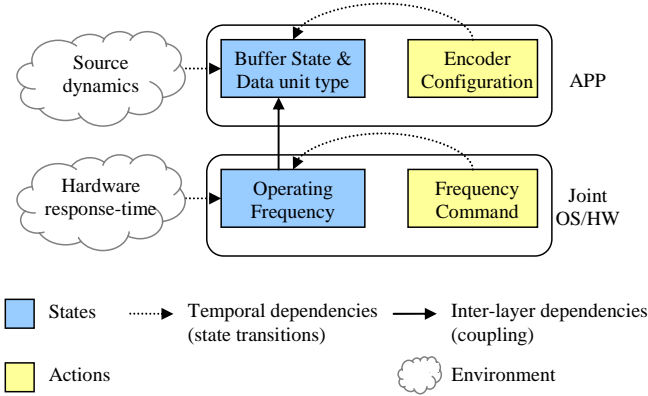 Source
dynamics
Buffer State &
Data unit type
Encoder
Configuration
APP
Hardware
response-time
Operating
Frequency
Frequency
Command
Joint
OS/HW
States
Temporal dependencies
(state transitions)
Inter-layer dependencies
(coupling)
Actions
Environment